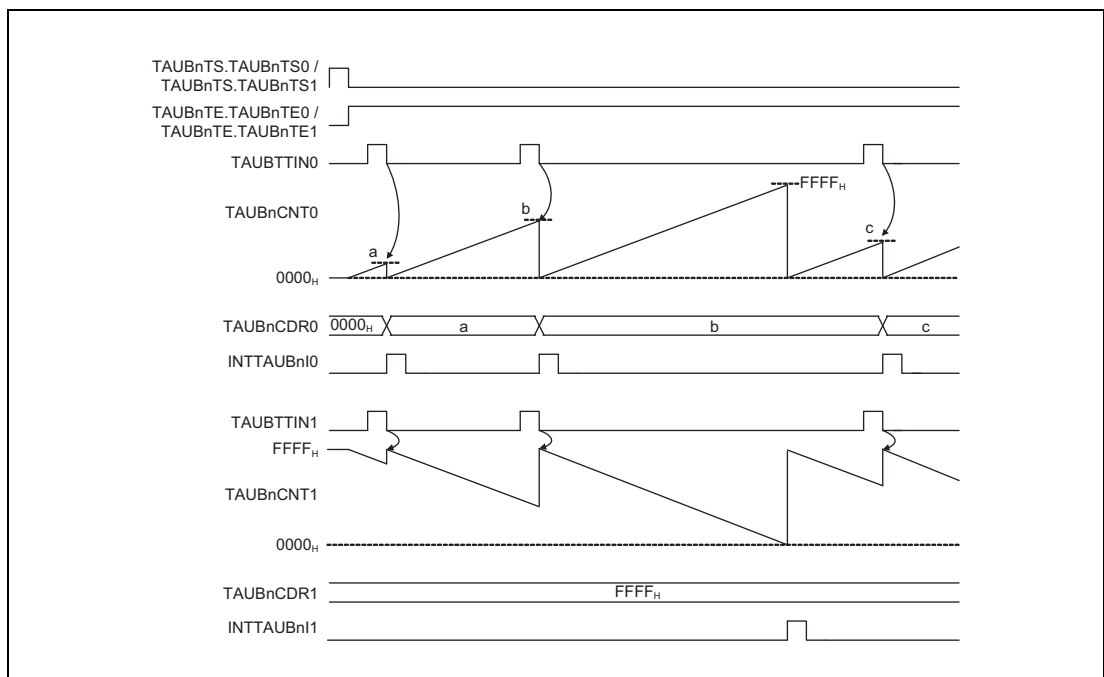 TAUBnTS.TAUBnTS0 /
TAUBnTS.TAUBnTS1
TAUBnTE.TAUBnTE0 /
TAUBnTE.TAUBnTE1
TAUBTTIN0
FFFFH
b
TAUBnCNT0
c
a
0000H
TAUBnCDR0 0000H a b c
INTTAUBnI0
TAUBTTIN1
FFFFH
TAUBnCNT1
0000H
TAUBnCDR1 FFFFH
INTTAUBnI1